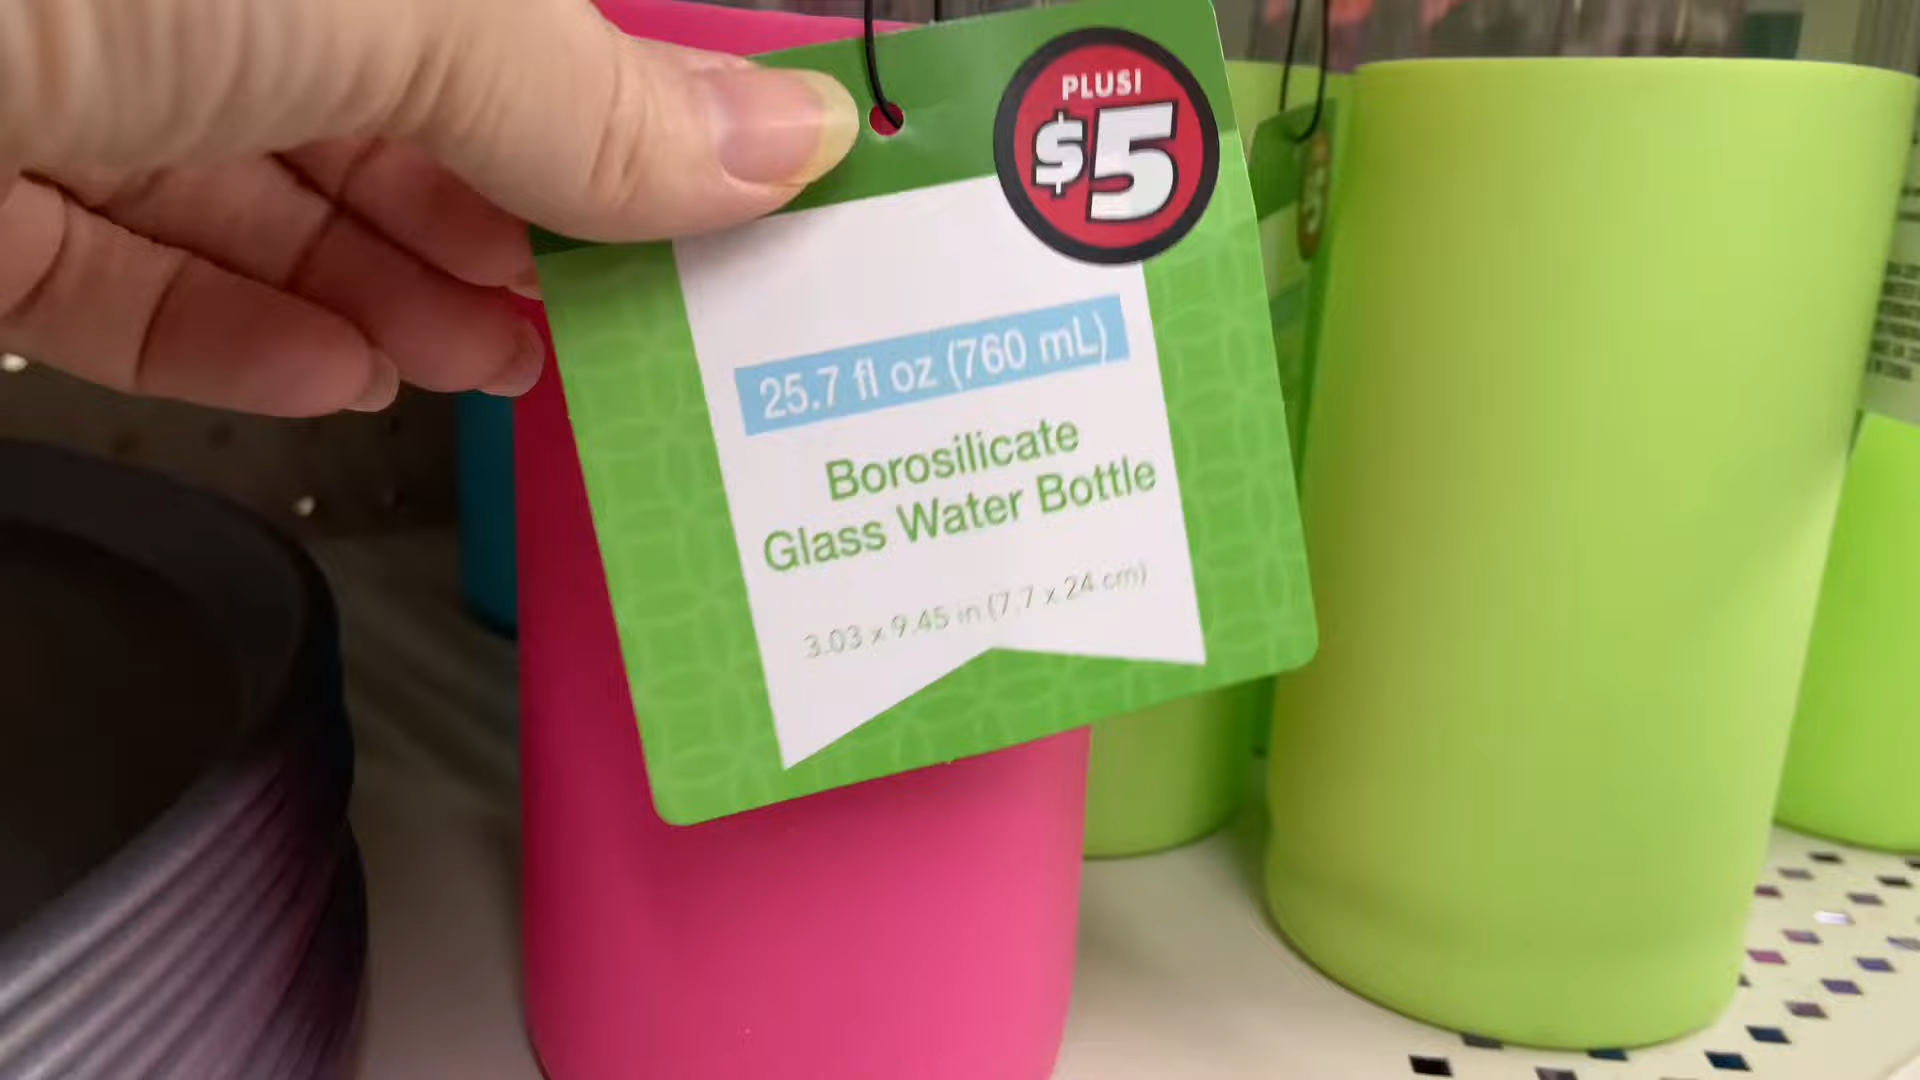 PLUS!
$5
25.7 fl oz (760 mL)
Borosilicate
Glass Water Bottle
3.03 x 9.45 in (7.7 x 24 cm)